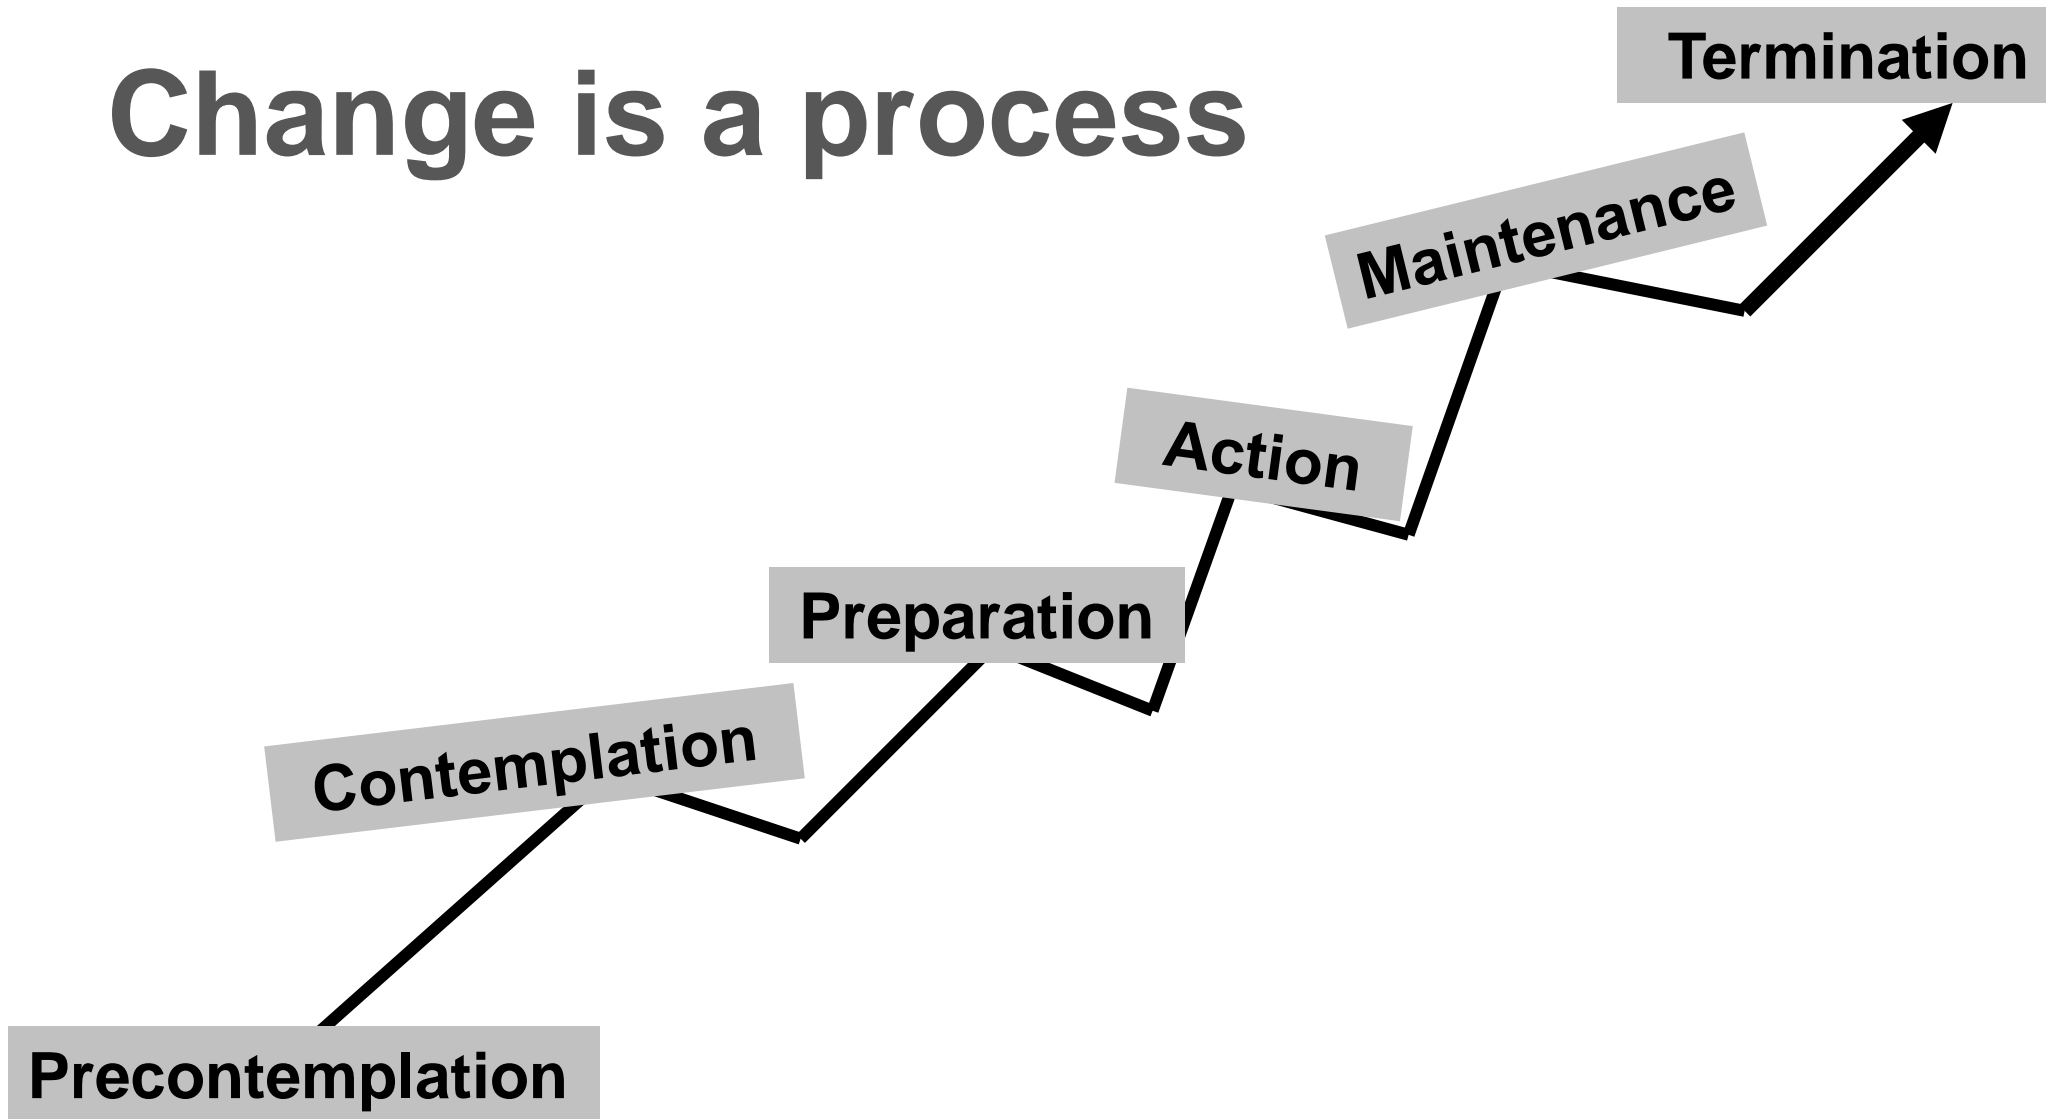 Change is a process
Termination
Maintenance
Action
Preparation
Contemplation
Precontemplation